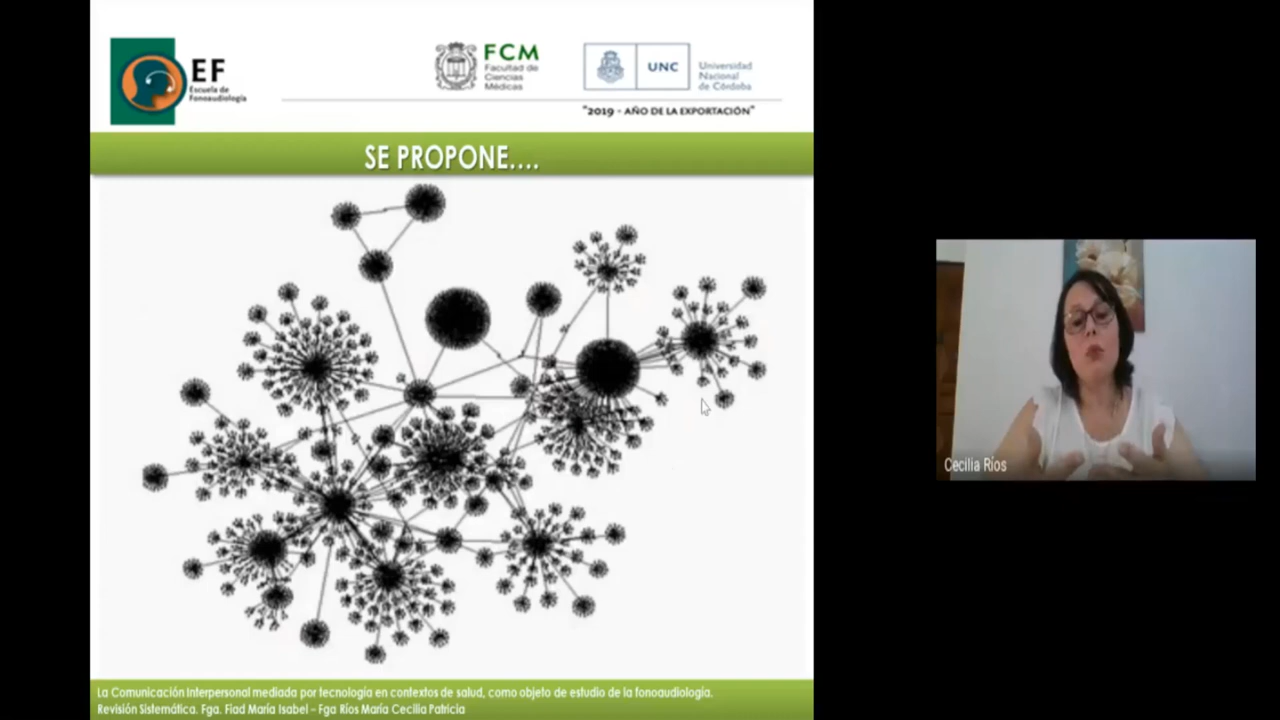 EF
Escuela de
Fonoaudiología
FCM
Facultad de
Ciencias
Médicas
UNC
Universidad
Nacional
de Córdoba
"2019 - AÑO DE LA EXPORTACIÓN"
SE PROPONE....
Cecilia Ríos
La Comunicación Interpersonal mediada por tecnología en contextos de salud, como objeto de estudio de la fonoaudiología.
Revisión Sistemática. Fga. Fiad María Isabel – Fga Ríos María Cecilia Patricia